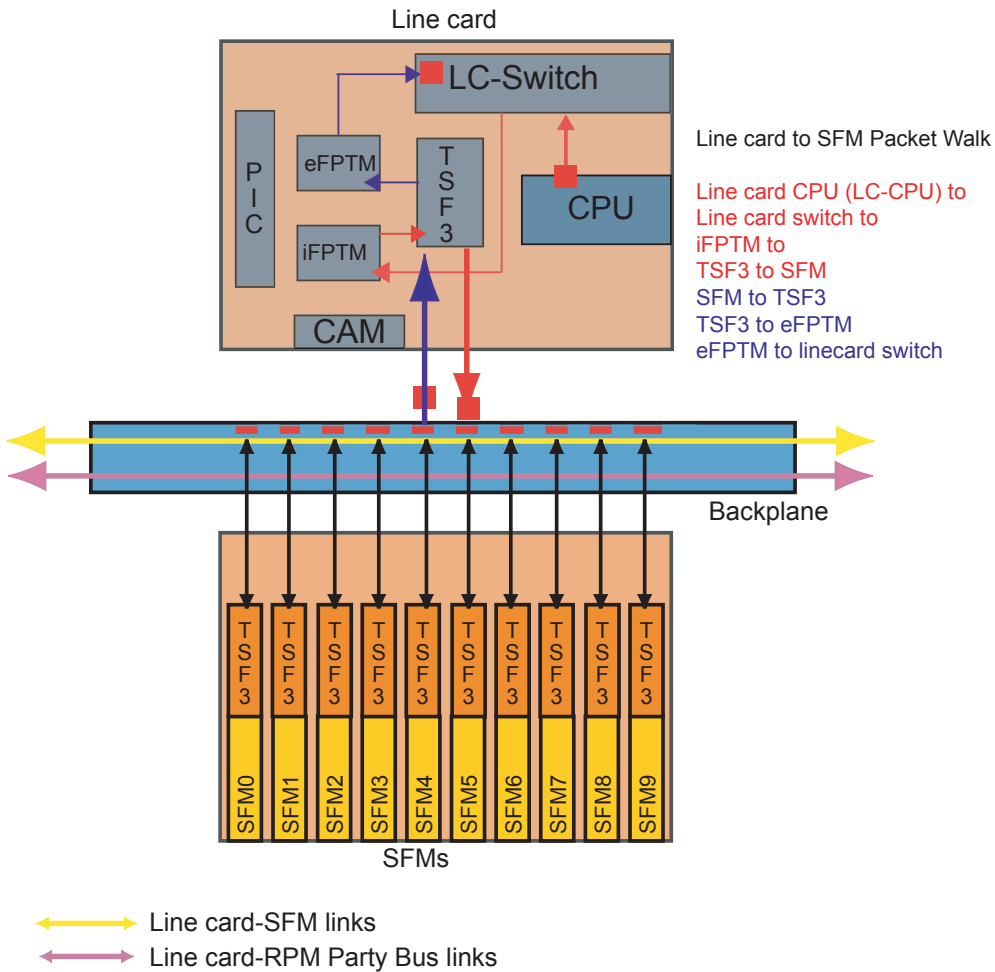 Line card
LC-Switch
PIC
eFPTM
TSF3
CPU
iFPTM
CAM
Line card to SFM Packet Walk
Line card CPU (LC-CPU) to
Line card switch to
iFPTM to
TSF3 to SFM
SFM to TSF3
TSF3 to eFPTM
eFPTM to linecard switch
Backplane
TSF3 TSF3 TSF3 TSF3 TSF3 TSF3 TSF3 TSF3 TSF3 TSF3
SFM0 SFM1 SFM2 SFM3 SFM4 SFM5 SFM6 SFM7 SFM8 SFM9
SFMs
Line card-SFM links
Line card-RPM Party Bus links